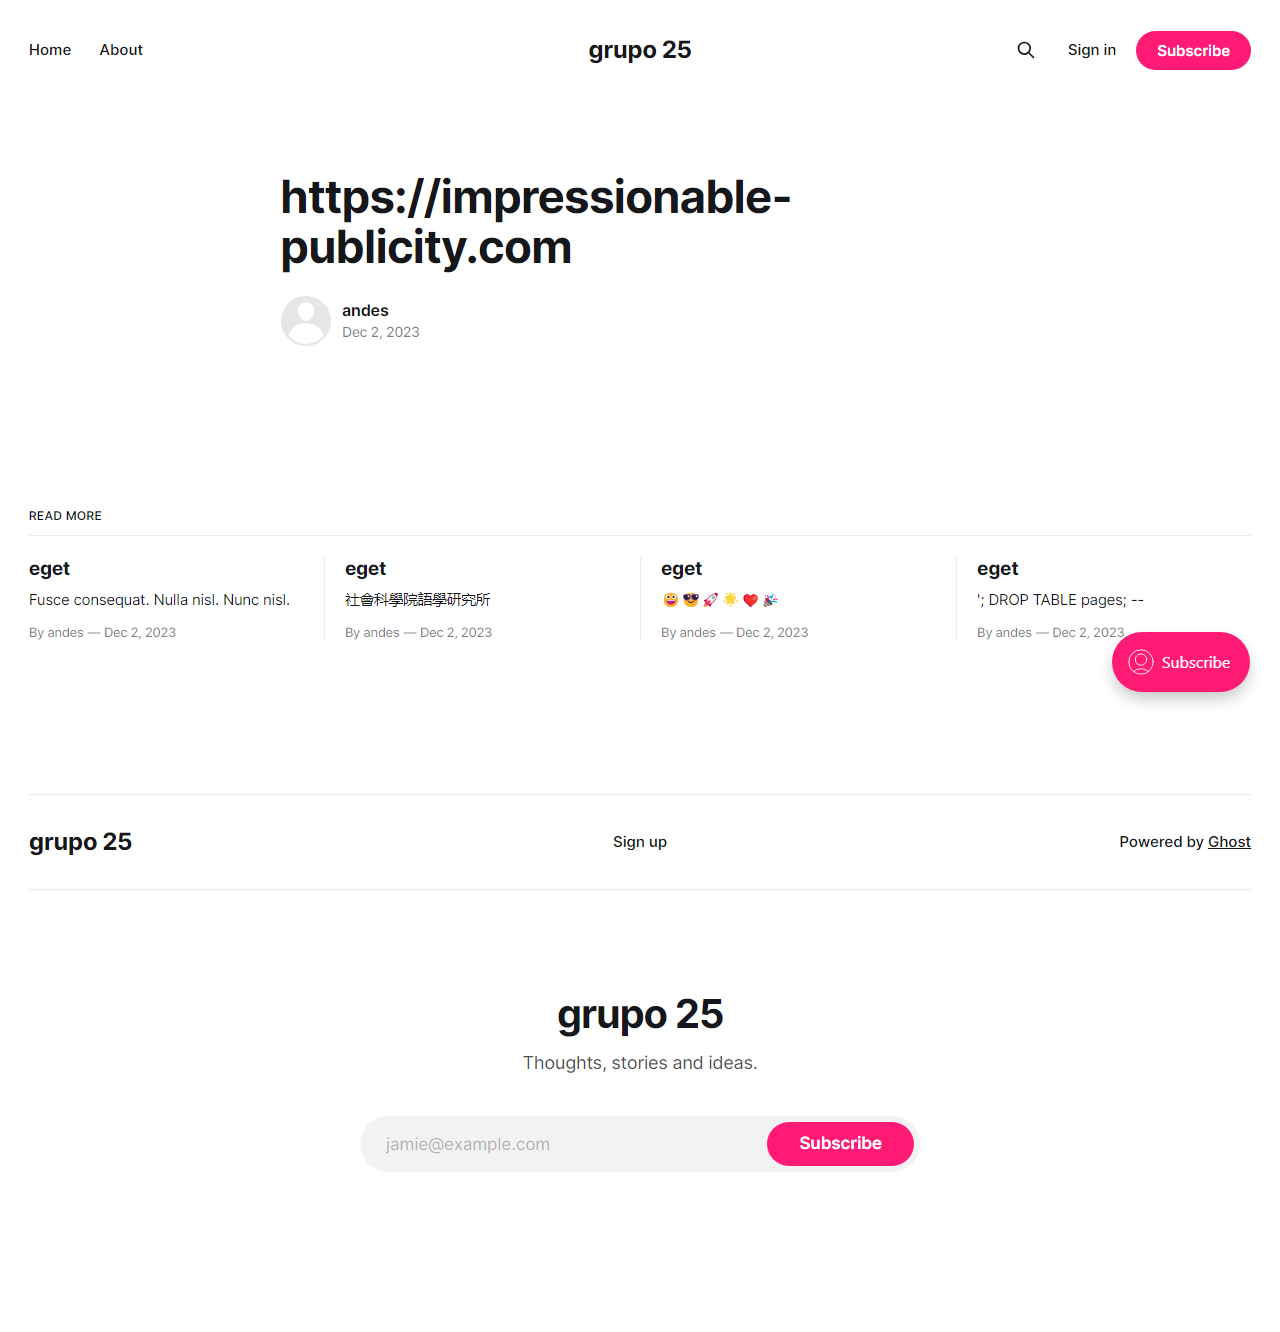 Home About grupo 25 Sign in Subscribe
https://impressionable-
publicity.com
andes
Dec 2, 2023
READ MORE
eget
Fusce consequat. Nulla nisl. Nunc nisl.
By andes — Dec 2, 2023
eget
社會科學院語學研究所
By andes — Dec 2, 2023
eget
🤪 😎 🚀 🌟 ❤️ 🎉
By andes — Dec 2, 2023
eget
'; DROP TABLE pages; --
By andes — Dec 2, 2023
Subscribe
grupo 25 Sign up Powered by Ghost
grupo 25
Thoughts, stories and ideas.
jamie@example.com Subscribe